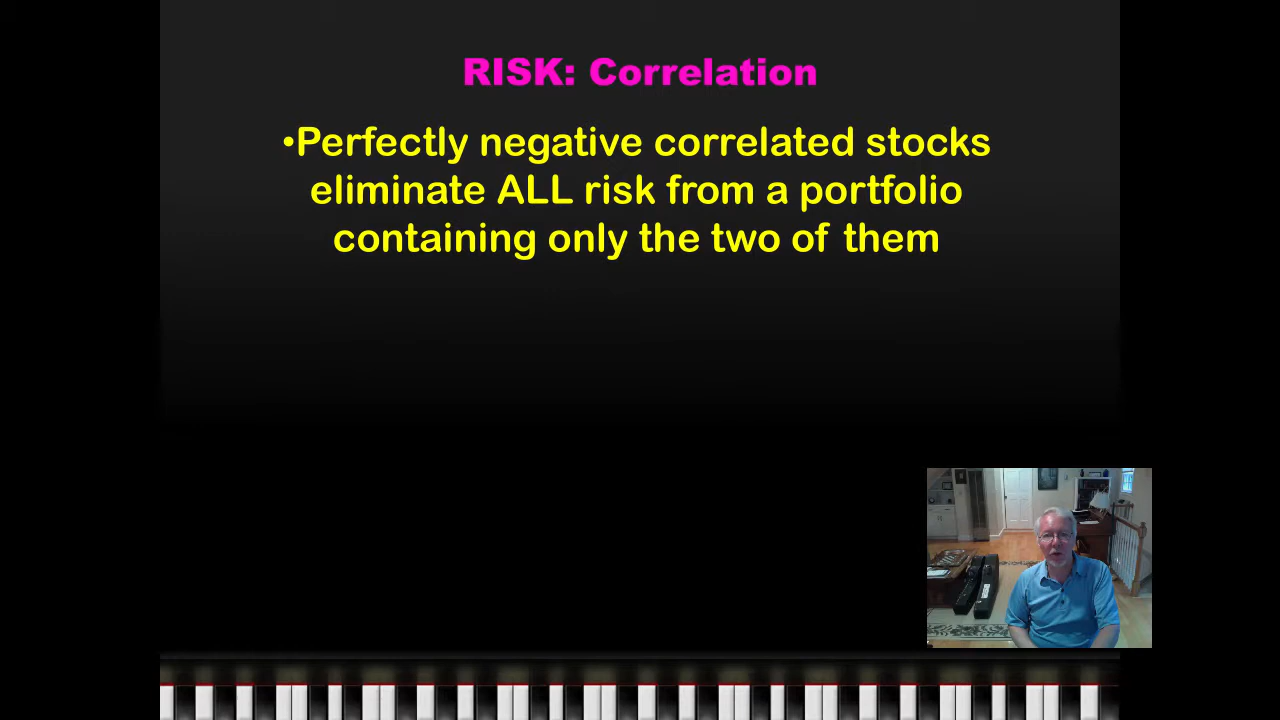 RISK: Correlation
•Perfectly negative correlated stocks
eliminate ALL risk from a portfolio
containing only the two of them